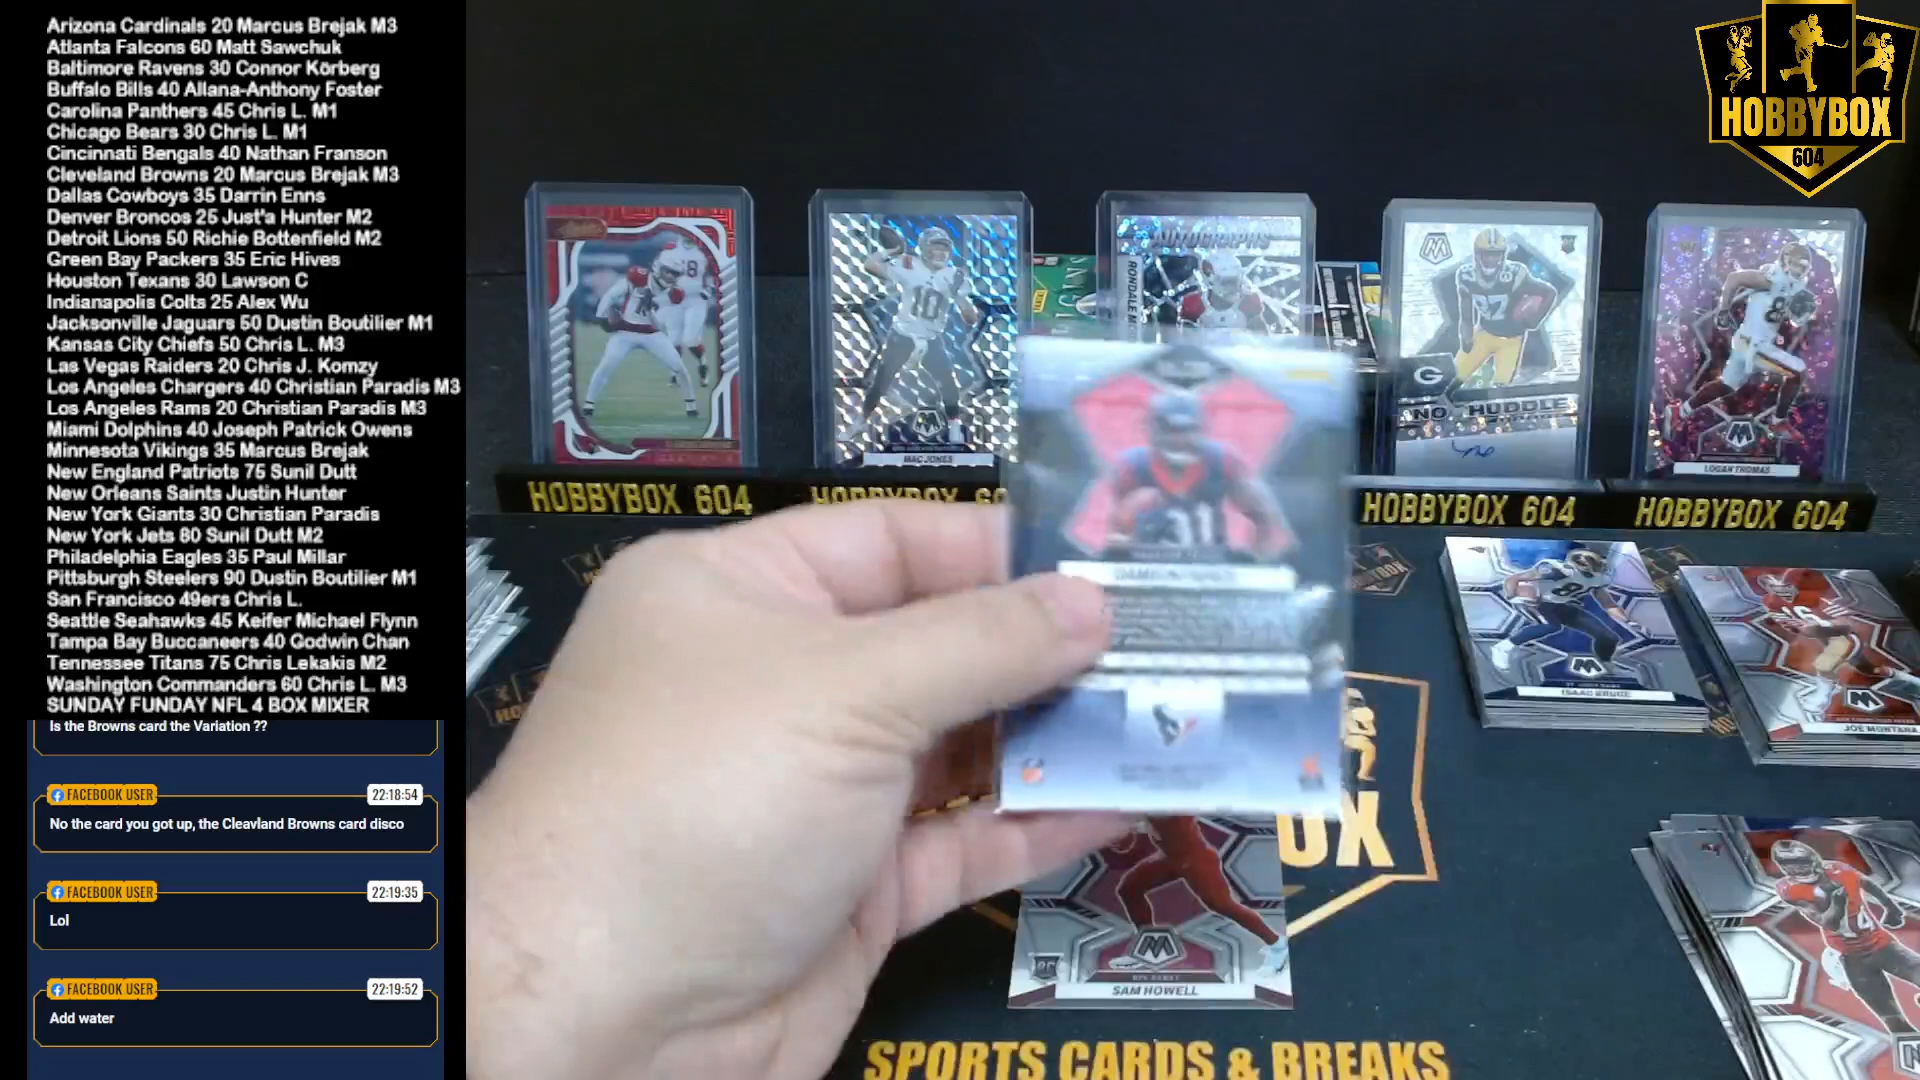 Arizona Cardinals 20 Marcus Brejak M3
Atlanta Falcons 60 Matt Sawchuk
Baltimore Ravens 30 Connor Körberg
Buffalo Bills 40 Allana-Anthony Foster
Carolina Panthers 45 Chris L. M1
Chicago Bears 30 Chris L. M1
Cincinnati Bengals 40 Nathan Franson
Cleveland Browns 20 Marcus Brejak M3
Dallas Cowboys 35 Darrin Enns
Denver Broncos 25 Just'a Hunter M2
Detroit Lions 50 Richie Bottenfield M2
Green Bay Packers 35 Eric Hives
Houston Texans 30 Lawson C
Indianapolis Colts 25 Alex Wu
Jacksonville Jaguars 50 Dustin Boutilier M1
Kansas City Chiefs 50 Chris L. M3
Las Vegas Raiders 20 Chris J. Komzy
Los Angeles Chargers 40 Christian Paradis M3
Los Angeles Rams 20 Christian Paradis M3
Miami Dolphins 40 Joseph Patrick Owens
Minnesota Vikings 35 Marcus Brejak
New England Patriots 75 Sunil Dutt
New Orleans Saints Justin Hunter
New York Giants 30 Christian Paradis
New York Jets 80 Sunil Dutt M2
Philadelphia Eagles 35 Paul Millar
Pittsburgh Steelers 90 Dustin Boutilier M1
San Francisco 49ers Chris L.
Seattle Seahawks 45 Keifer Michael Flynn
Tampa Bay Buccaneers 40 Godwin Chan
Tennessee Titans 75 Chris Lekakis M2
Washington Commanders 60 Chris L. M3
SUNDAY FUNDAY NFL 4 BOX MIXER
Is the Browns card the Variation ??
FACEBOOK USER 22:18:54
No the card you got up, the Cleavland Browns card disco
FACEBOOK USER 22:19:35
Lol
FACEBOOK USER 22:19:52
Add water
HOBBYBOX
604
AUTOGRAPHS
RONDALE M
10
MAC JONES
87
NO HUDDLE
LOGAN THOMAS
HOBBYBOX 604
HOBBYBOX 60
HOBBYBOX 604
HOBBYBOX 604
31
ISAAC BRUCE
JOE MONTANA
OX
SAM HOWELL
SPORTS CARDS & BREAKS